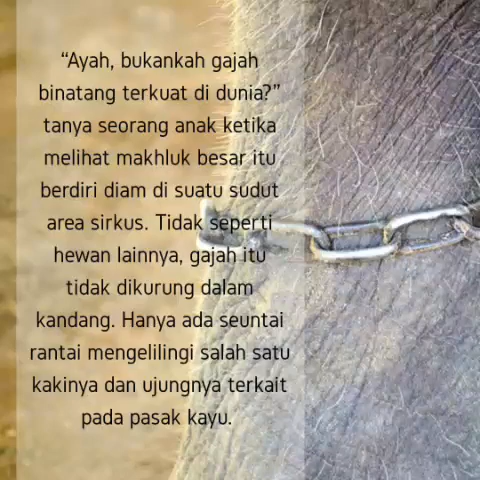 “Ayah, bukankah gajah
binatang terkuat di dunia?”
tanya seorang anak ketika
melihat makhluk besar itu
berdiri diam di suatu sudut
area sirkus. Tidak seperti
hewan lainnya, gajah itu
tidak dikurung dalam
kandang. Hanya ada seuntai
rantai mengelilingi salah satu
kakinya dan ujungnya terkait
pada pasak kayu.